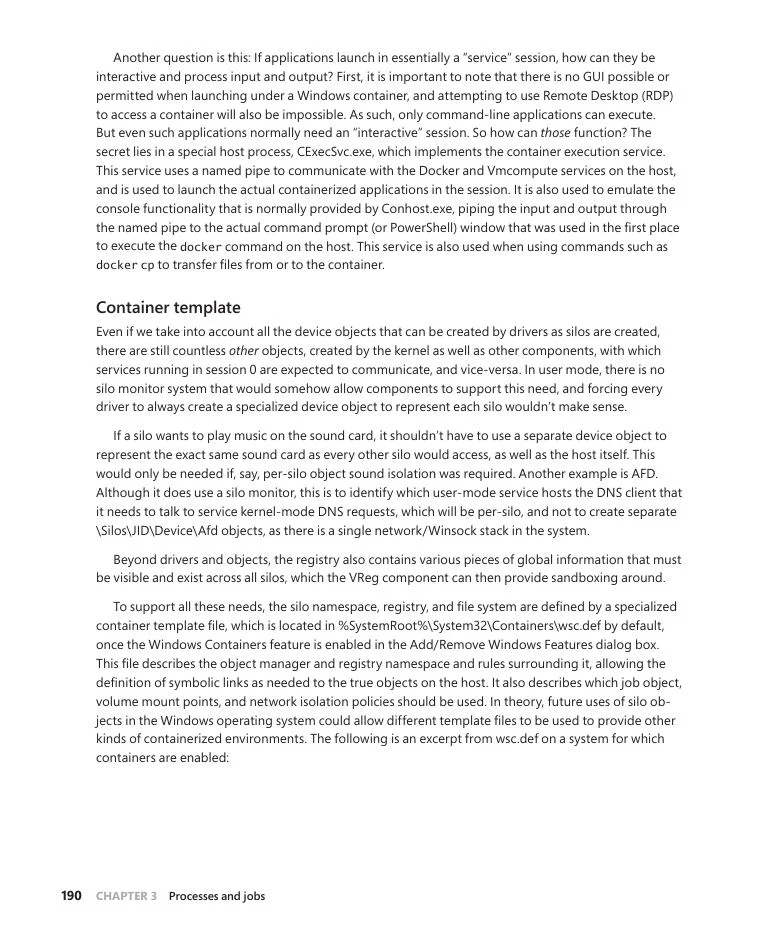 Another question is this: If applications launch in essentially a “service” session, how can they be
interactive and process input and output? First, it is important to note that there is no GUI possible or
permitted when launching under a Windows container, and attempting to use Remote Desktop (RDP)
to access a container will also be impossible. As such, only command-line applications can execute.
But even such applications normally need an “interactive” session. So how can those function? The
secret lies in a special host process, CExecSvc.exe, which implements the container execution service.
This service uses a named pipe to communicate with the Docker and Vmcompute services on the host,
and is used to launch the actual containerized applications in the session. It is also used to emulate the
console functionality that is normally provided by Conhost.exe, piping the input and output through
the named pipe to the actual command prompt (or PowerShell) window that was used in the first place
to execute the docker command on the host. This service is also used when using commands such as
docker cp to transfer files from or to the container.
Container template
Even if we take into account all the device objects that can be created by drivers as silos are created,
there are still countless other objects, created by the kernel as well as other components, with which
services running in session 0 are expected to communicate, and vice-versa. In user mode, there is no
silo monitor system that would somehow allow components to support this need, and forcing every
driver to always create a specialized device object to represent each silo wouldn’t make sense.
If a silo wants to play music on the sound card, it shouldn’t have to use a separate device object to
represent the exact same sound card as every other silo would access, as well as the host itself. This
would only be needed if, say, per-silo object sound isolation was required. Another example is AFD.
Although it does use a silo monitor, this is to identify which user-mode service hosts the DNS client that
it needs to talk to service kernel-mode DNS requests, which will be per-silo, and not to create separate
\Silos\JID\Device\Afd objects, as there is a single network/Winsock stack in the system.
Beyond drivers and objects, the registry also contains various pieces of global information that must
be visible and exist across all silos, which the VReg component can then provide sandboxing around.
To support all these needs, the silo namespace, registry, and file system are defined by a specialized
container template file, which is located in %SystemRoot%\System32\Containers\wsc.def by default,
once the Windows Containers feature is enabled in the Add/Remove Windows Features dialog box.
This file describes the object manager and registry namespace and rules surrounding it, allowing the
definition of symbolic links as needed to the true objects on the host. It also describes which job object,
volume mount points, and network isolation policies should be used. In theory, future uses of silo ob-
jects in the Windows operating system could allow different template files to be used to provide other
kinds of containerized environments. The following is an excerpt from wsc.def on a system for which
containers are enabled:
190 CHAPTER 3 Processes and jobs